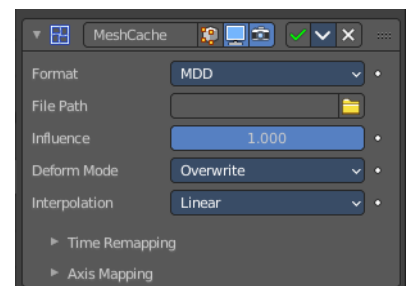 MeshCache
Format MDD
File Path
Influence 1.000
Deform Mode Overwrite
Interpolation Linear
Time Remapping
Axis Mapping